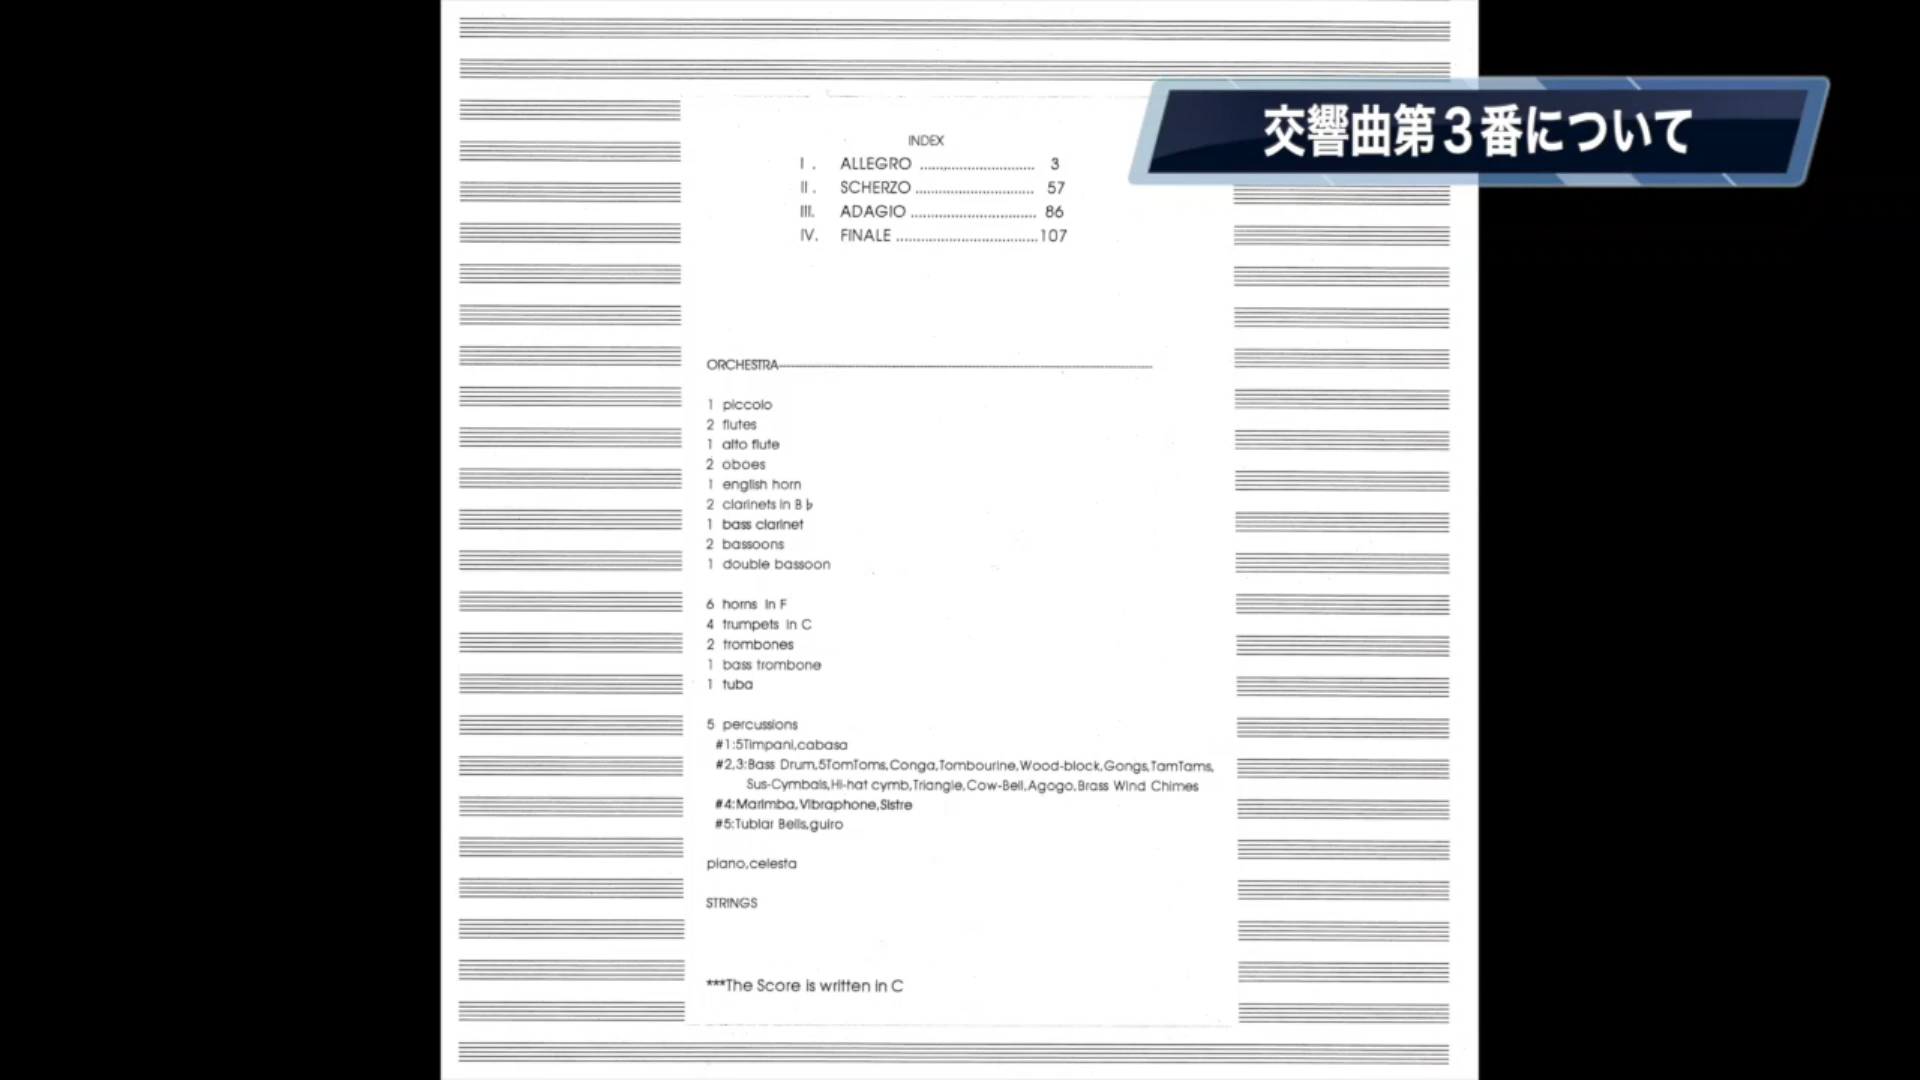 交響曲第3番について
INDEX
I . ALLEGRO ............................ 3
II . SCHERZO ............................ 57
III. ADAGIO .............................. 86
IV. FINALE ..................................107
ORCHESTRA
1 piccolo
2 flutes
1 alto flute
2 oboes
1 english horn
2 clarinets in B♭
1 bass clarinet
2 bassoons
1 double bassoon
6 horns in F
4 trumpets in C
2 trombones
1 bass trombone
1 tuba
5 percussions
#1:5Timpani,cabasa
#2,3:Bass Drum,5TomToms,Conga,Tombourine,Wood-block,Gongs,TamTams,
Sus-Cymbals,Hi-hat cymb,Triangle,Cow-Bell,Agogo,Brass Wind Chimes
#4:Marimba,Vibraphone,Sistre
#5:Tublar Bells,guiro
piano,celesta
STRINGS
***The Score is written in C